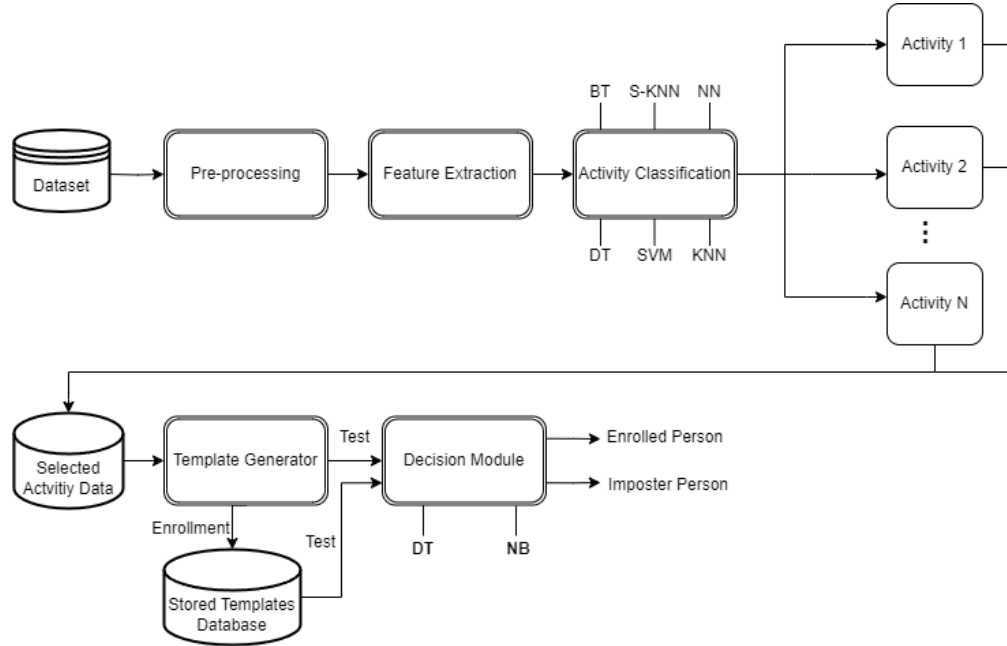 Activity 1
BT
S-KNN
NN
Dataset
Pre-processing
Feature Extraction
Activity Classification
Activity 2
DT
SVM
KNN
Activity N
Selected
Actvitiy Data
Template Generator
Test
Decision Module
Enrolled Person
Imposter Person
Enrollment
Test
DT
NB
Stored Templates
Database